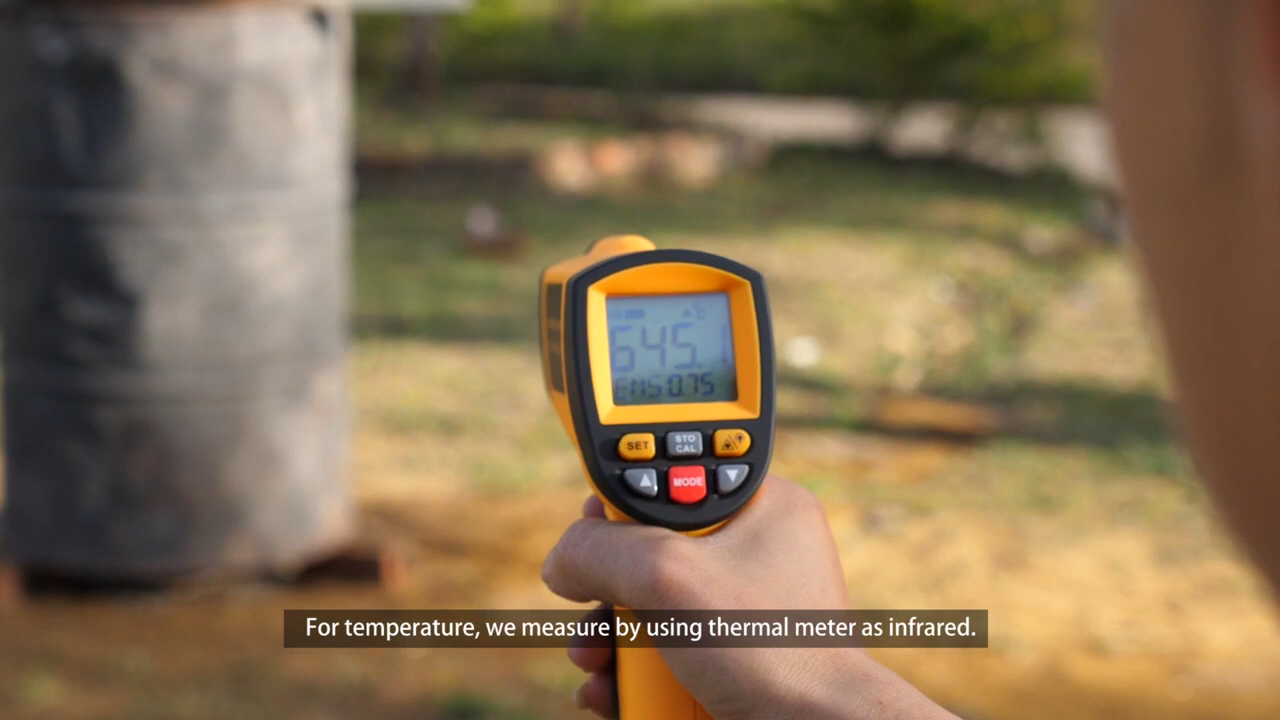 °C
645.1
EMS 0.75
SET
STO
CAL
MODE
For temperature, we measure by using thermal meter as infrared.